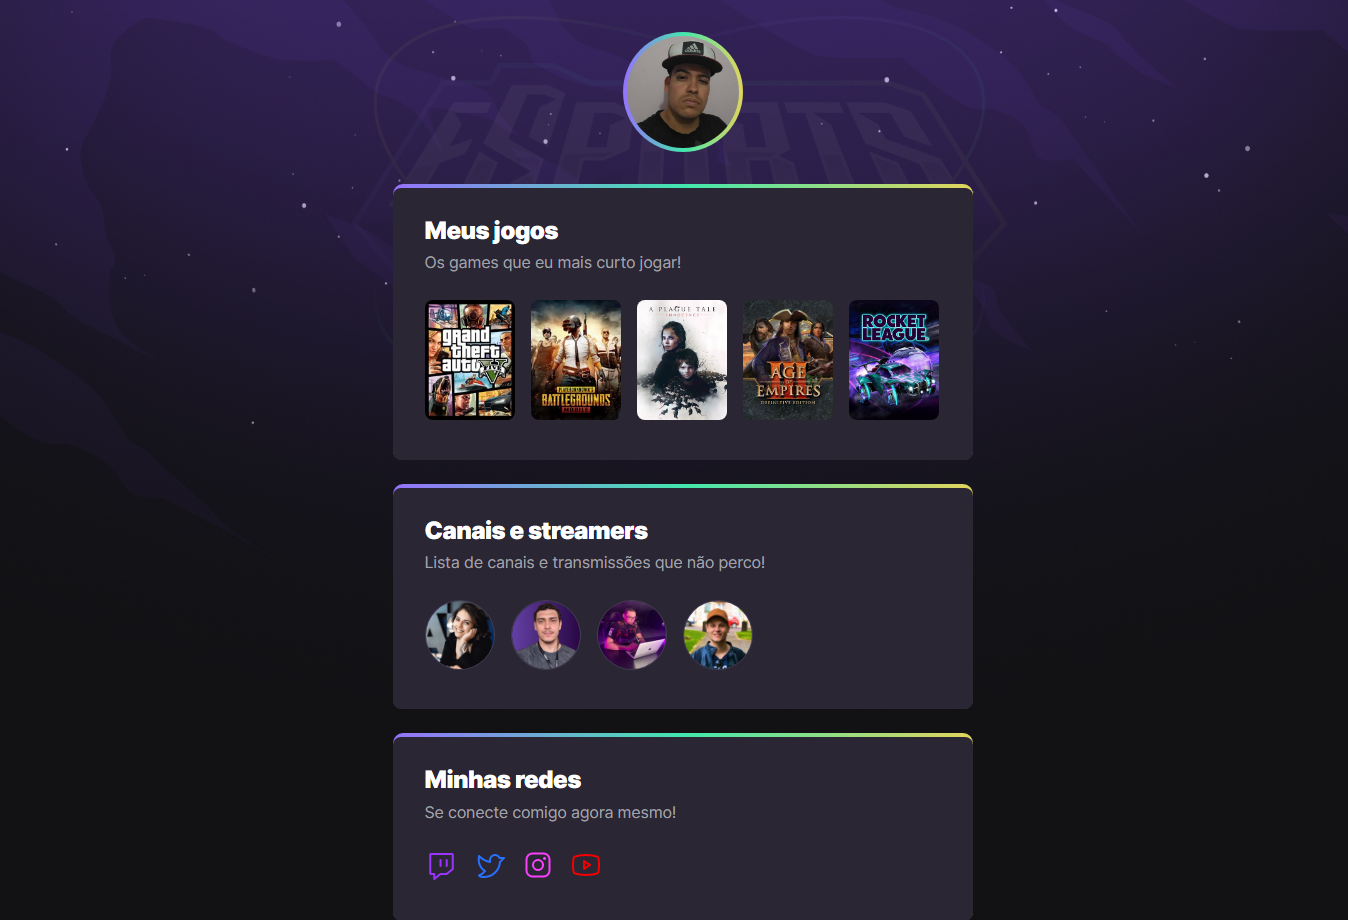 ESPORTS
Meus jogos
Os games que eu mais curto jogar!
grand
theft
auto
V
BATTLEGROUNDS
MOBILE
A PLAGUE TALE
INNOCENCE
AGE
OF
EMPIRES
III
DEFINITIVE EDITION
ROCKET
LEAGUE
Canais e streamers
Lista de canais e transmissões que não perco!
Minhas redes
Se conecte comigo agora mesmo!